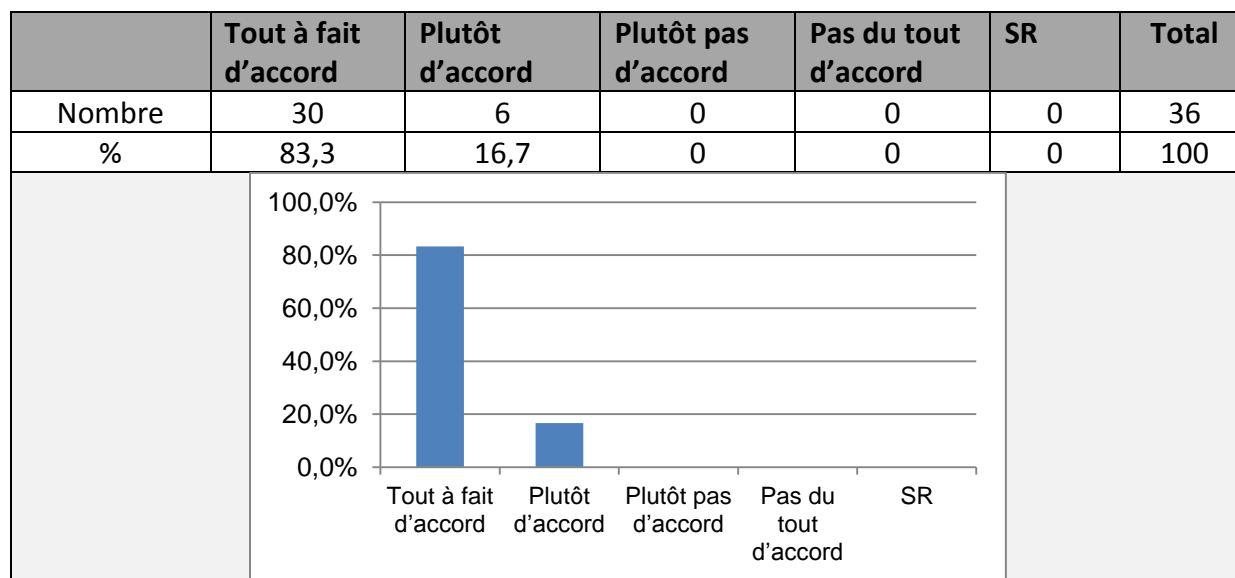 Tout à fait d’accord Plutôt d’accord Plutôt pas d’accord Pas du tout d’accord SR Total
Nombre 30 6 0 0 0 36
% 83,3 16,7 0 0 0 100
100,0%
80,0%
60,0%
40,0%
20,0%
0,0%
Tout à fait d’accord Plutôt d’accord Plutôt pas d’accord Pas du tout d’accord SR